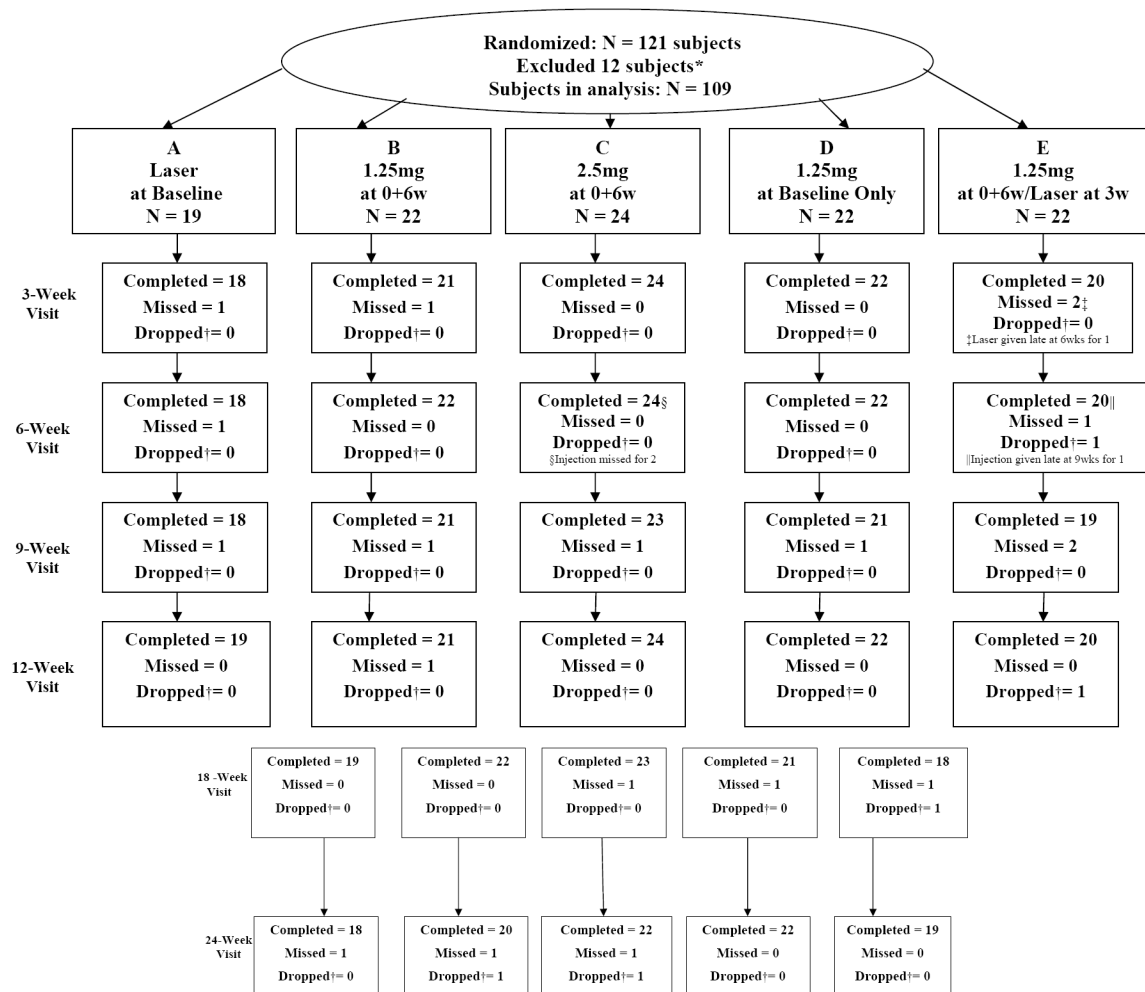 Randomized: N = 121 subjects
Excluded 12 subjects*
Subjects in analysis: N = 109
A
Laser
at Baseline
N = 19
B
1.25mg
at 0+6w
N = 22
C
2.5mg
at 0+6w
N = 24
D
1.25mg
at Baseline Only
N = 22
E
1.25mg
at 0+6w/Laser at 3w
N = 22
3-Week
Visit
Completed = 18
Missed = 1
Dropped†= 0
Completed = 21
Missed = 1
Dropped†= 0
Completed = 24
Missed = 0
Dropped†= 0
Completed = 22
Missed = 0
Dropped†= 0
Completed = 20
Missed = 2‡
Dropped†= 0
‡Laser given late at 6wks for 1
6-Week
Visit
Completed = 18
Missed = 1
Dropped†= 0
Completed = 22
Missed = 0
Dropped†= 0
Completed = 24§
Missed = 0
Dropped†= 0
§Injection missed for 2
Completed = 22
Missed = 0
Dropped†= 0
Completed = 20||
Missed = 1
Dropped†= 1
||Injection given late at 9wks for 1
9-Week
Visit
Completed = 18
Missed = 1
Dropped†= 0
Completed = 21
Missed = 1
Dropped†= 0
Completed = 23
Missed = 1
Dropped†= 0
Completed = 21
Missed = 1
Dropped†= 0
Completed = 19
Missed = 2
Dropped†= 0
12-Week
Visit
Completed = 19
Missed = 0
Dropped†= 0
Completed = 21
Missed = 1
Dropped†= 0
Completed = 24
Missed = 0
Dropped†= 0
Completed = 22
Missed = 0
Dropped†= 0
Completed = 20
Missed = 0
Dropped†= 1
18 -Week
Visit
Completed = 19
Missed = 0
Dropped†= 0
Completed = 22
Missed = 0
Dropped†= 0
Completed = 23
Missed = 1
Dropped†= 0
Completed = 21
Missed = 1
Dropped†= 0
Completed = 18
Missed = 1
Dropped†= 1
24-Week
Visit
Completed = 18
Missed = 1
Dropped†= 0
Completed = 20
Missed = 1
Dropped†= 1
Completed = 22
Missed = 1
Dropped†= 1
Completed = 22
Missed = 0
Dropped†= 0
Completed = 19
Missed = 0
Dropped†= 0